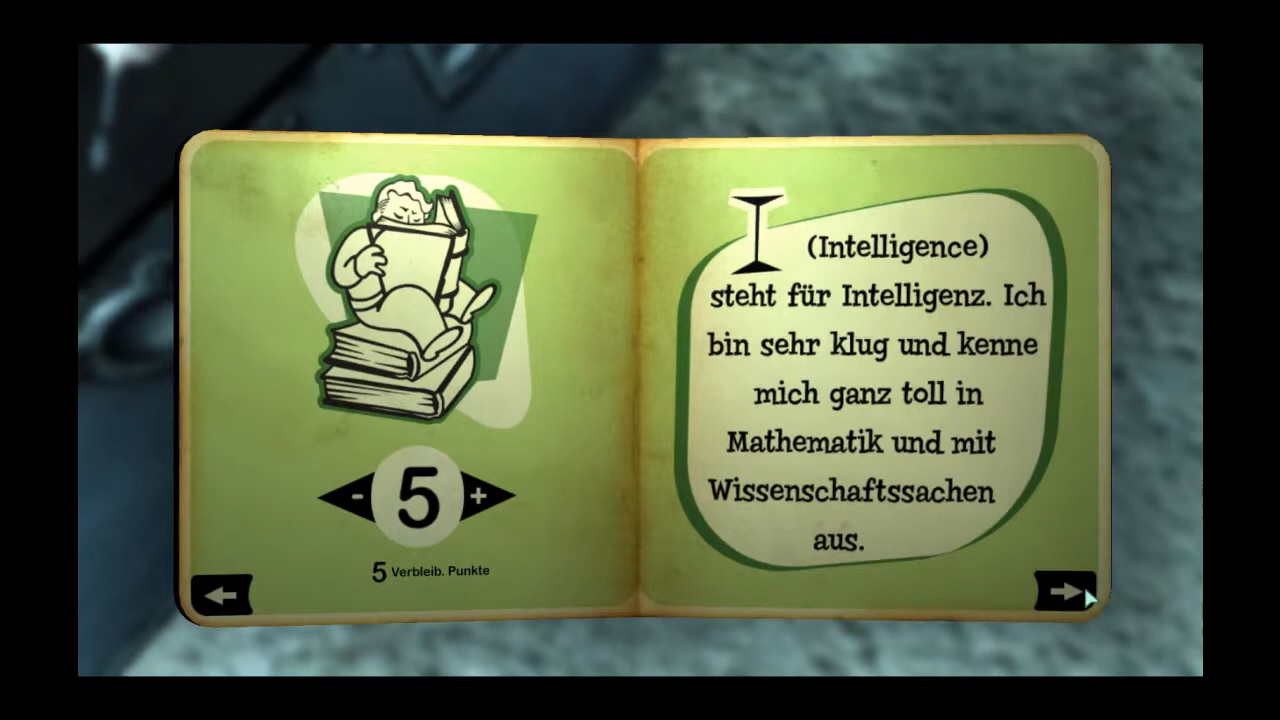 - 5 +
5 Verbleib. Punkte
I (Intelligence)
steht für Intelligenz. Ich
bin sehr klug und kenne
mich ganz toll in
Mathematik und mit
Wissenschaftssachen
aus.